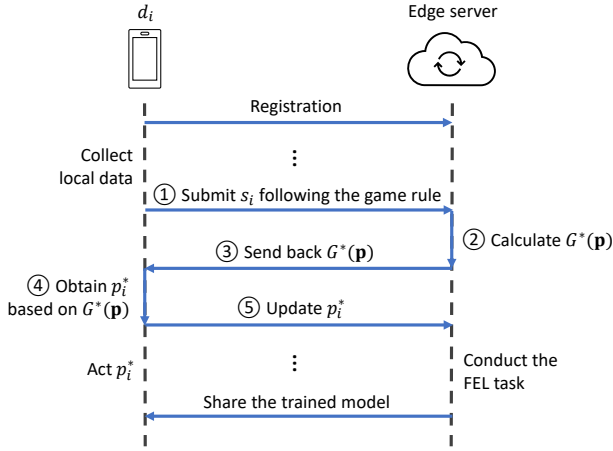 d_i
Edge server
Registration
Collect
local data
⋮
① Submit s_i following the game rule
② Calculate G*(p)
③ Send back G*(p)
④ Obtain p_i^*
based on G*(p)
⑤ Update p_i^*
⋮
Act p_i^*
Conduct the
FEL task
Share the trained model